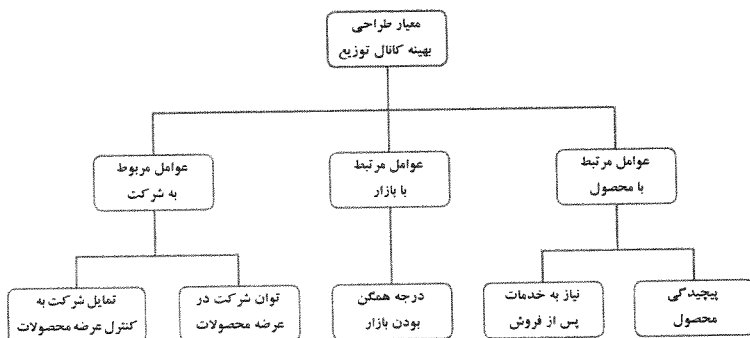 معیار طراحی
بهینه کانال توزیع
عوامل مرتبط
با محصول
عوامل مرتبط
با بازار
عوامل مربوط
به شرکت
پیچیدگی
محصول
نیاز به خدمات
پس از فروش
درجه همگن
بودن بازار
توان شرکت در
عرضه محصولات
تمایل شرکت به
کنترل عرضه محصولات